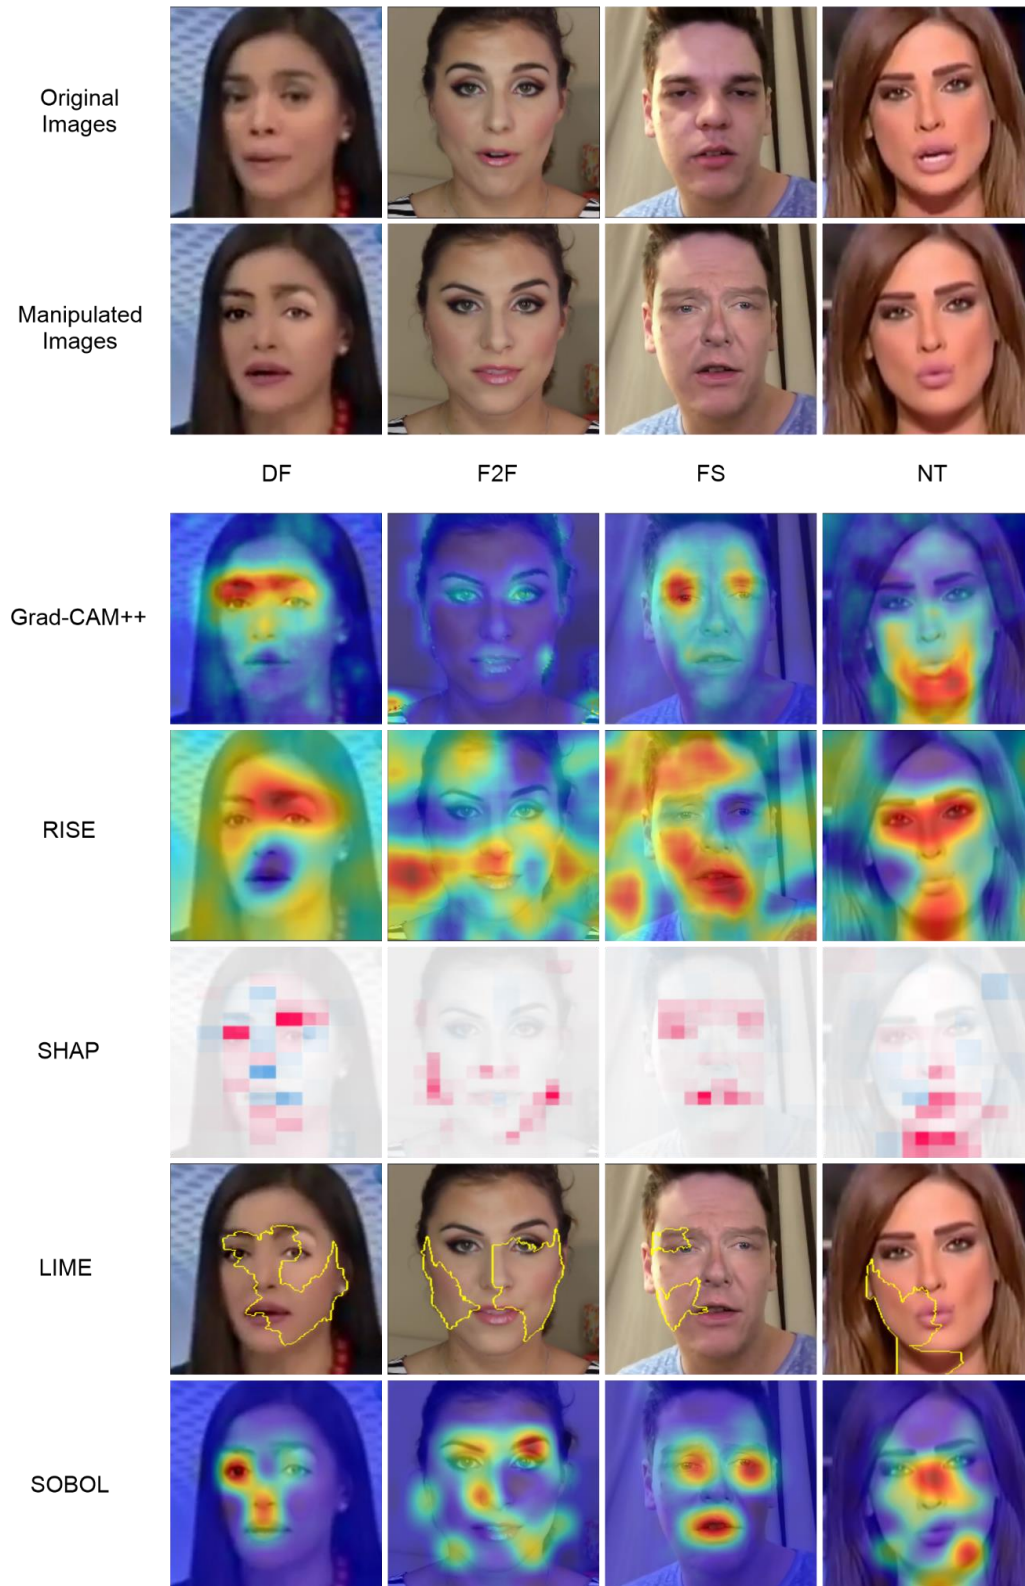 Original
Images
Manipulated
Images
DF F2F FS NT
Grad-CAM++
RISE
SHAP
LIME
SOBOL